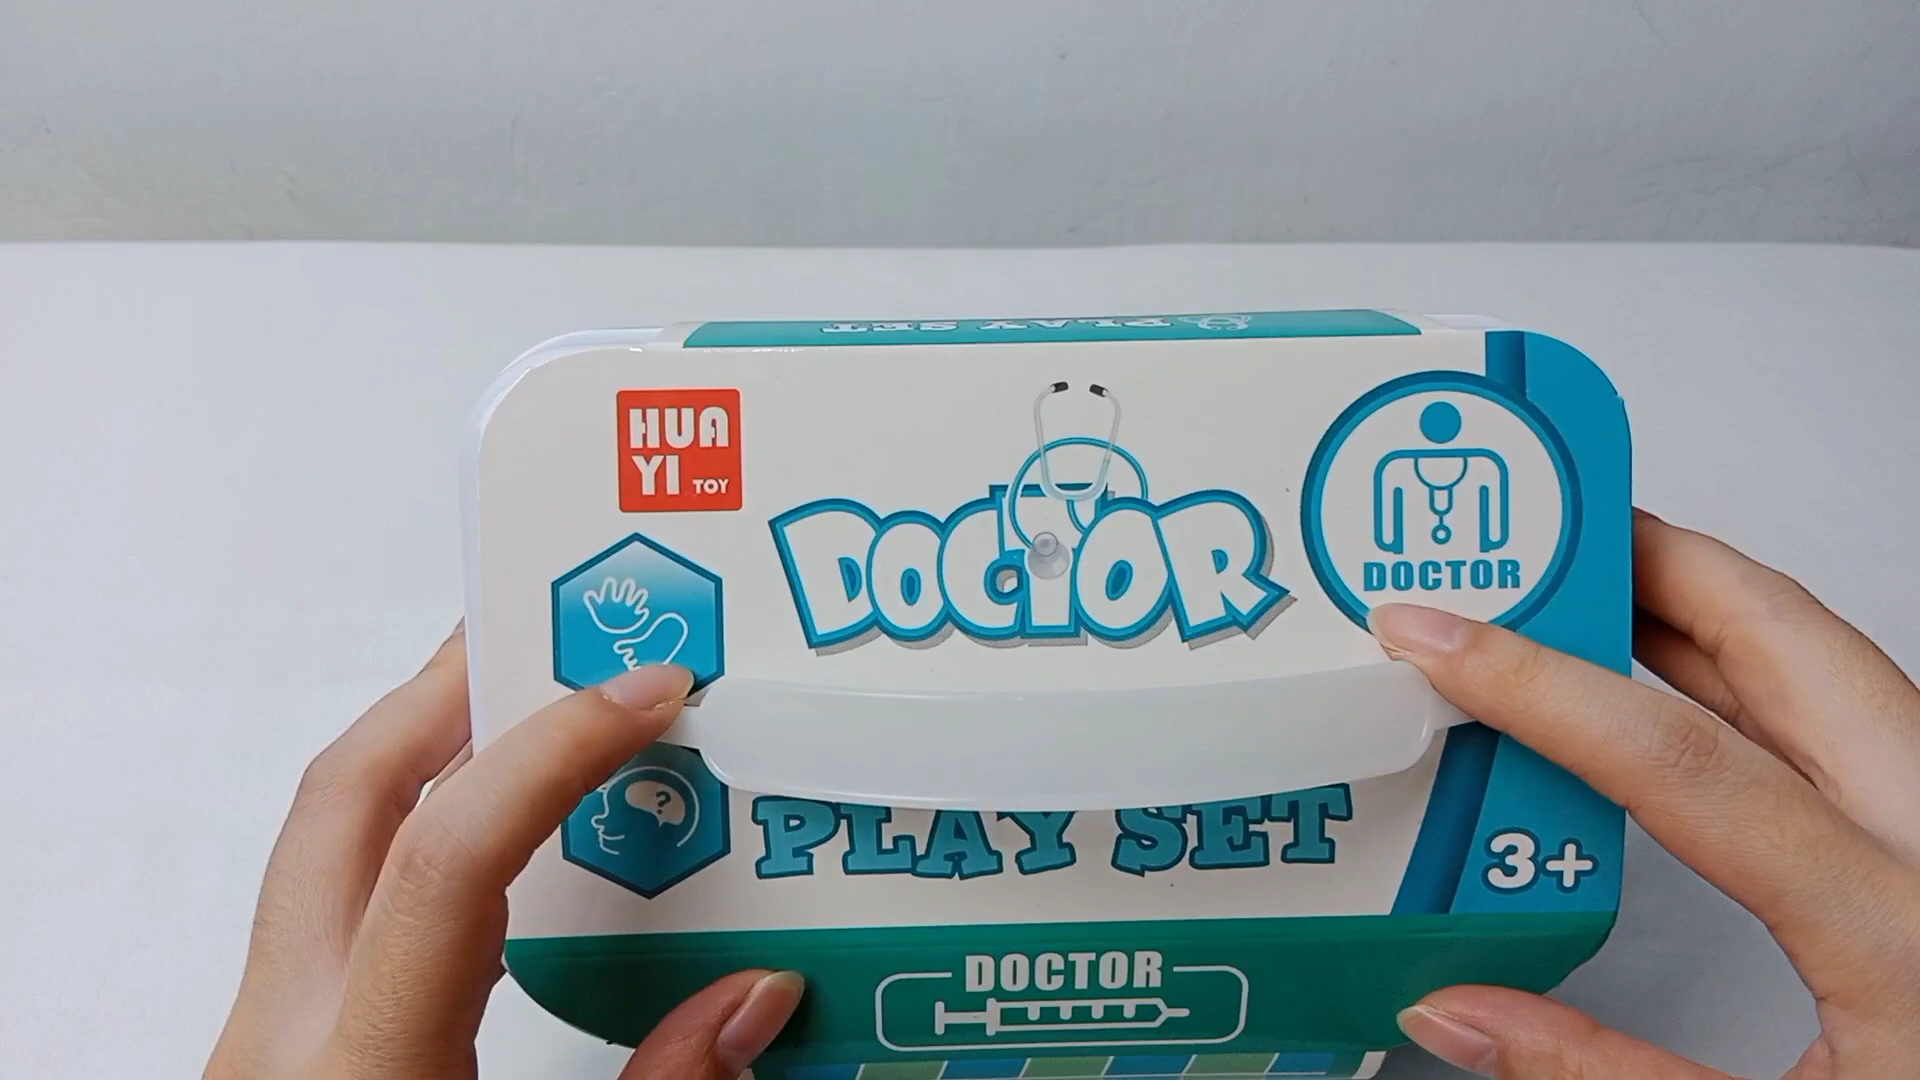 PLAY SET
HUA
YI TOY
DOCTOR
DOCTOR
?
PLAY SET
3+
DOCTOR